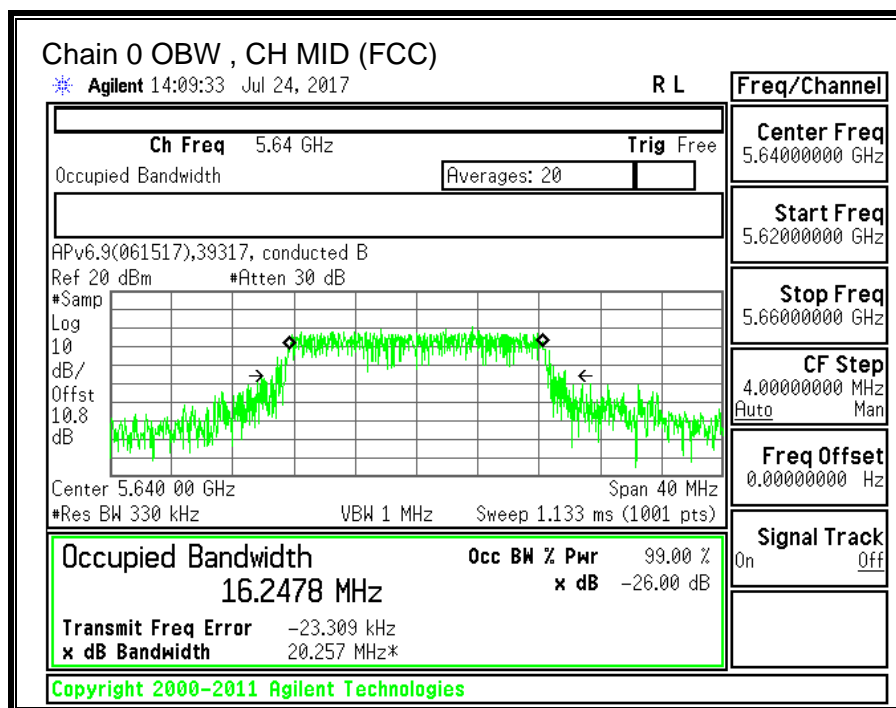 Chain 0 OBW , CH MID (FCC)
Agilent 14:09:33 Jul 24, 2017 R L
Ch Freq 5.64 GHz Trig Free
Occupied Bandwidth Averages: 20
APv6.9(061517),39317, conducted B
Ref 20 dBm #Atten 30 dB
#Samp
Log
10
dB/
Offst
10.8
dB
Center 5.640 00 GHz Span 40 MHz
#Res BW 330 kHz VBW 1 MHz Sweep 1.133 ms (1001 pts)
Occupied Bandwidth Occ BW % Pwr 99.00 %
16.2478 MHz x dB -26.00 dB
Transmit Freq Error -23.309 kHz
x dB Bandwidth 20.257 MHz*
Copyright 2000-2011 Agilent Technologies
Freq/Channel
Center Freq
5.64000000 GHz
Start Freq
5.62000000 GHz
Stop Freq
5.66000000 GHz
CF Step
4.00000000 MHz
Auto Man
Freq Offset
0.00000000 Hz
Signal Track
On Off